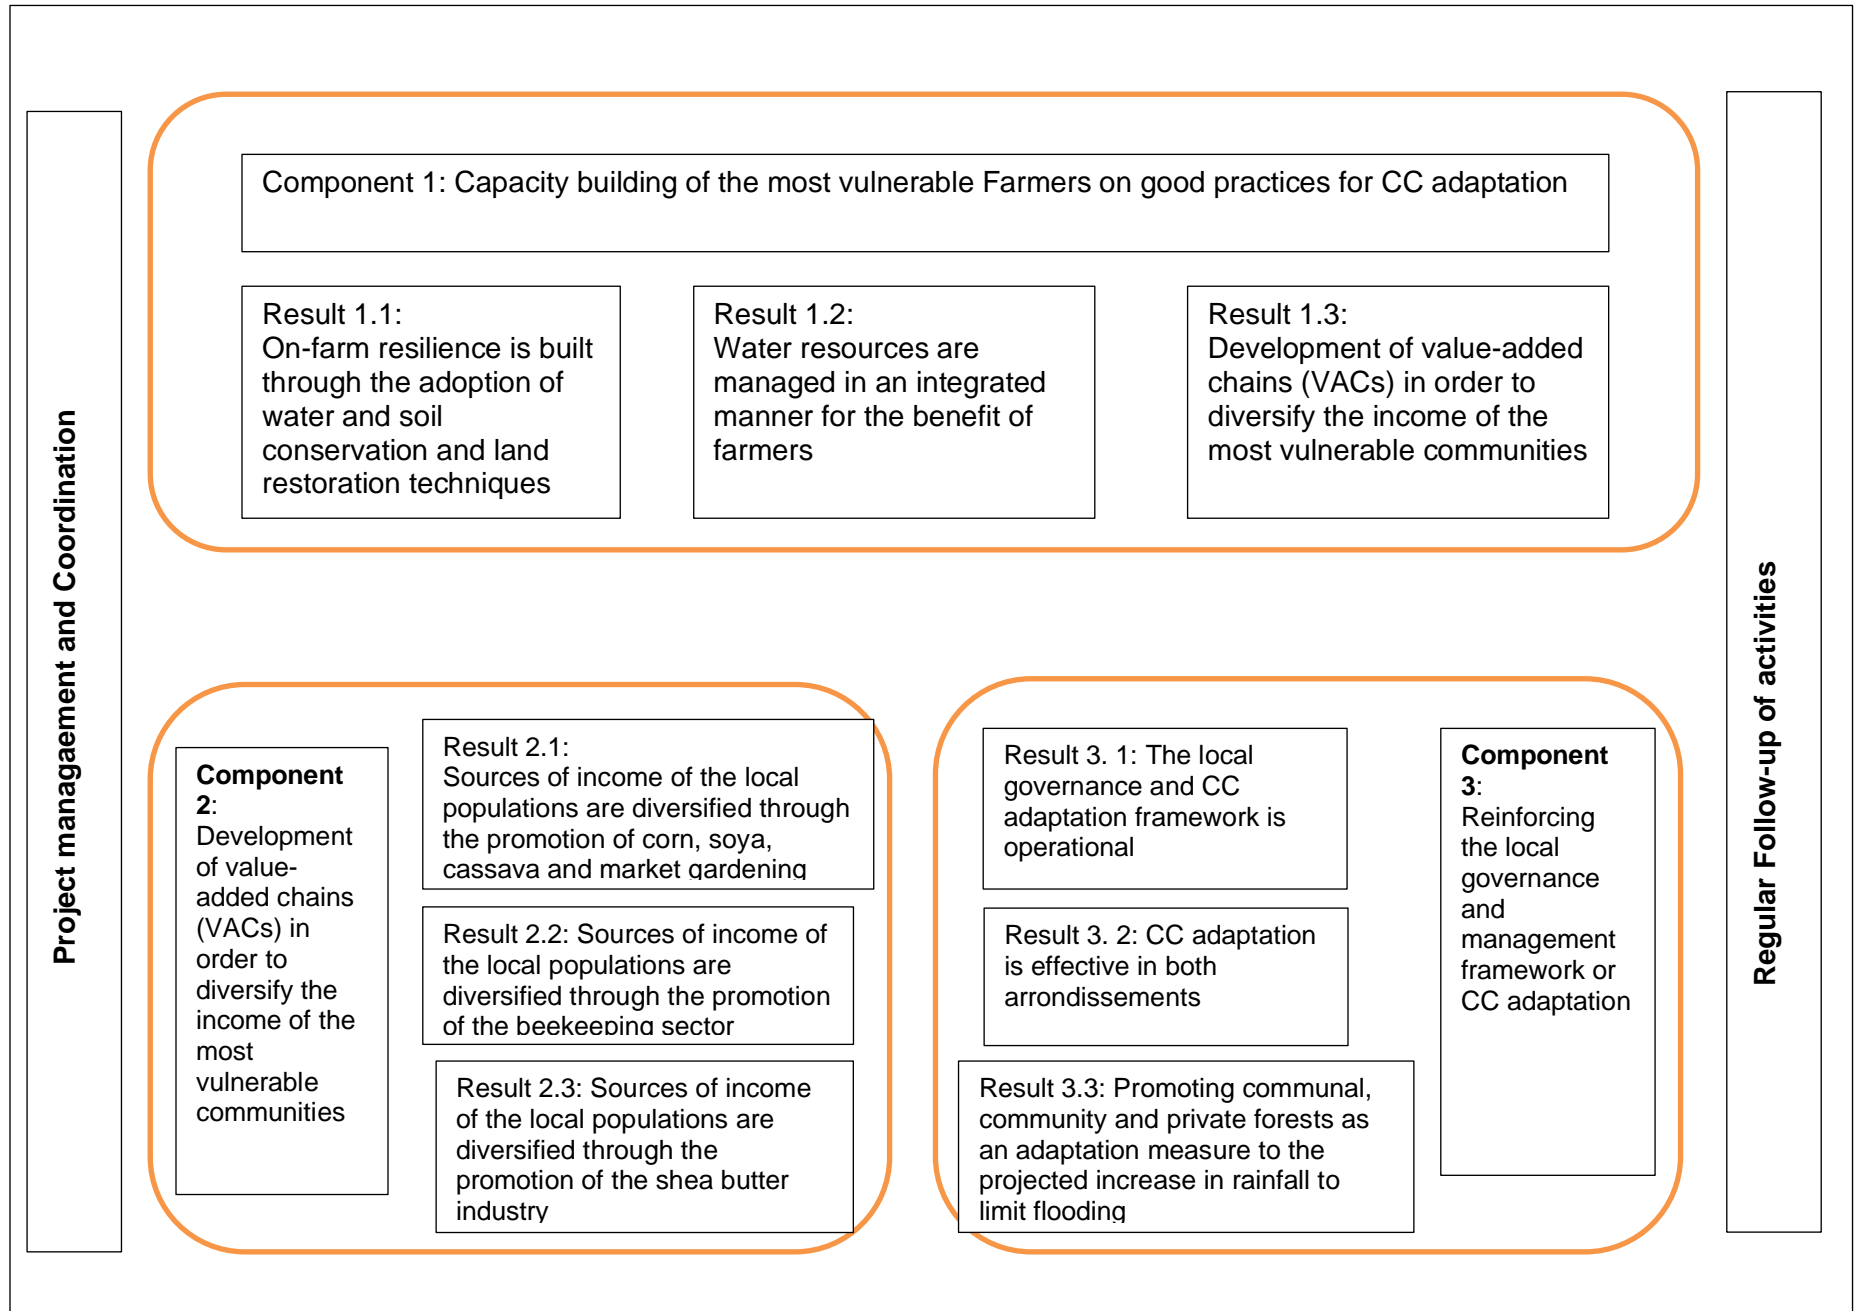 Project managaement and Coordination
Component 1: Capacity building of the most vulnerable Farmers on good practices for CC adaptation
Result 1.1:
On-farm resilience is built
through the adoption of
water and soil
conservation and land
restoration techniques
Result 1.2:
Water resources are
managed in an integrated
manner for the benefit of
farmers
Result 1.3:
Development of value-added
chains (VACs) in order to
diversify the income of the
most vulnerable communities
Component
2:
Development
of value-
added chains
(VACs) in
order to
diversify the
income of the
most
vulnerable
communities
Result 2.1:
Sources of income of the local
populations are diversified through
the promotion of corn, soya,
cassava and market gardening
Result 2.2: Sources of income of
the local populations are
diversified through the promotion
of the beekeeping sector
Result 2.3: Sources of income
of the local populations are
diversified through the
promotion of the shea butter
industry
Result 3. 1: The local
governance and CC
adaptation framework is
operational
Result 3. 2: CC adaptation
is effective in both
arrondissements
Result 3.3: Promoting communal,
community and private forests as
an adaptation measure to the
projected increase in rainfall to
limit flooding
Component
3:
Reinforcing
the local
governance
and
management
framework or
CC adaptation
Regular Follow-up of activities